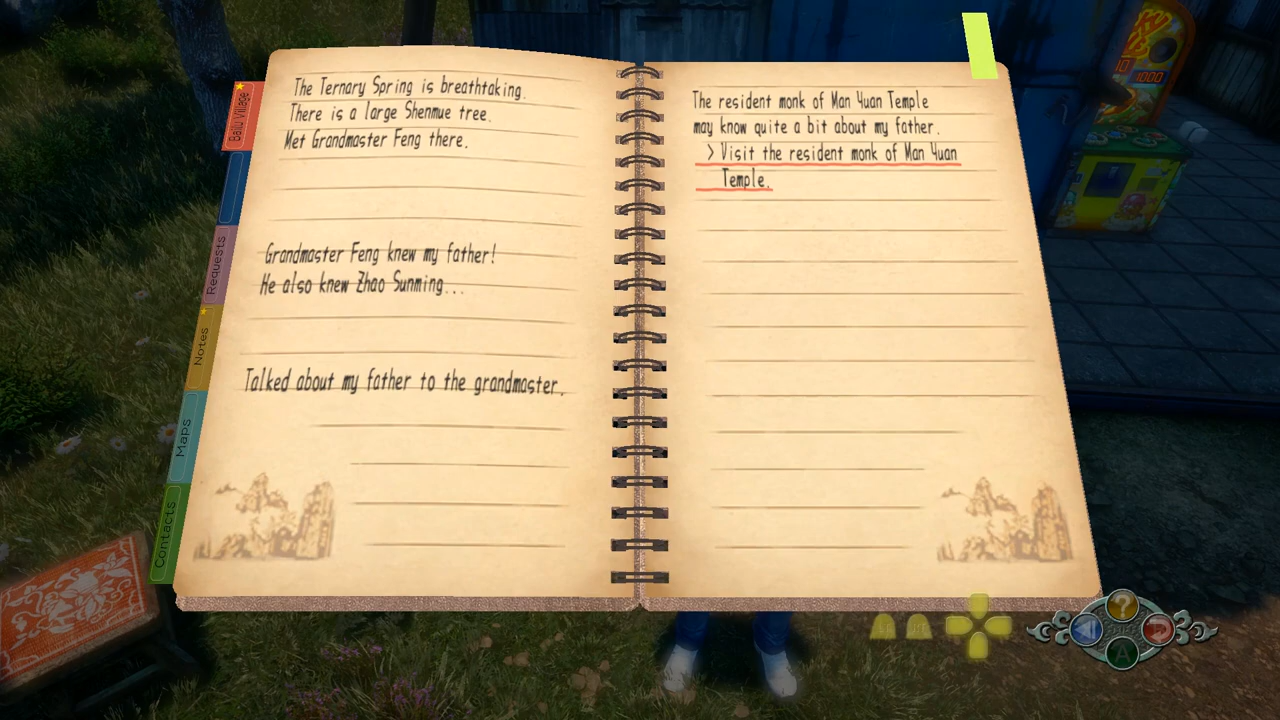 The Ternary Spring is breathtaking.
There is a large Shenmue tree.
Met Grandmaster Feng there.
Grandmaster Feng knew my father!
He also knew Zhao Sunming...
Talked about my father to the grandmaster.
The resident monk of Man Yuan Temple
may know quite a bit about my father.
> Visit the resident monk of Man Yuan
Temple.
Bailu Village
Requests
Notes
Maps
Contacts
10
1000
?
A